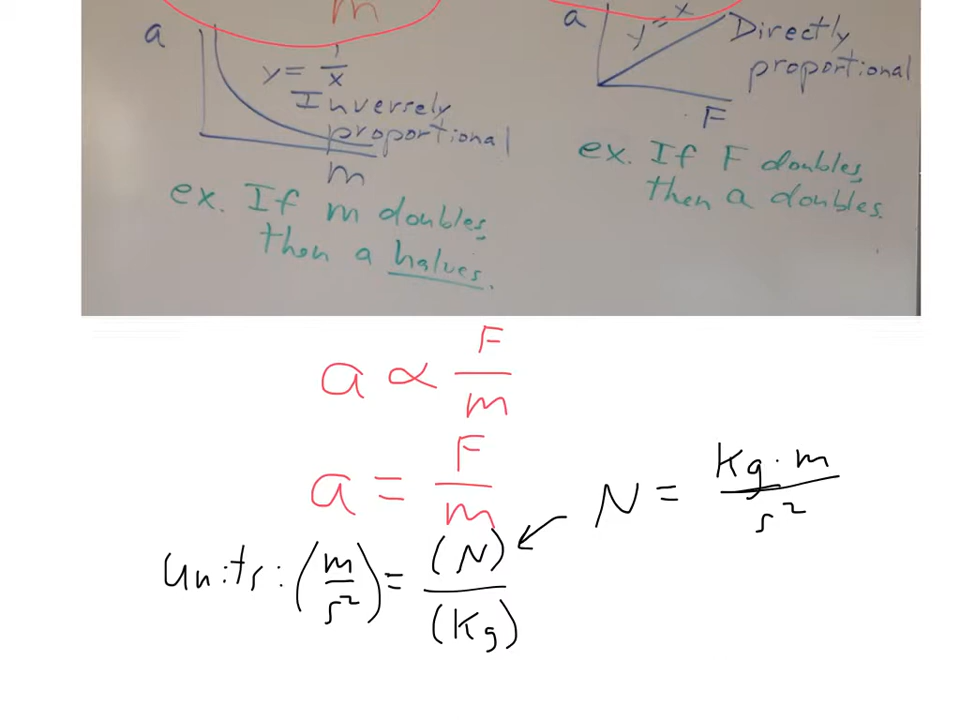 m
a
y = 1/x
Inversely
proportional
m
ex. If m doubles,
then a halves.
a
y = x
Directly
proportional
F
ex. If F doubles,
then a doubles.
a ∝ F/m
a = F/m
N = Kg·m/s²
Units: (m/s²) = (N)/(Kg)